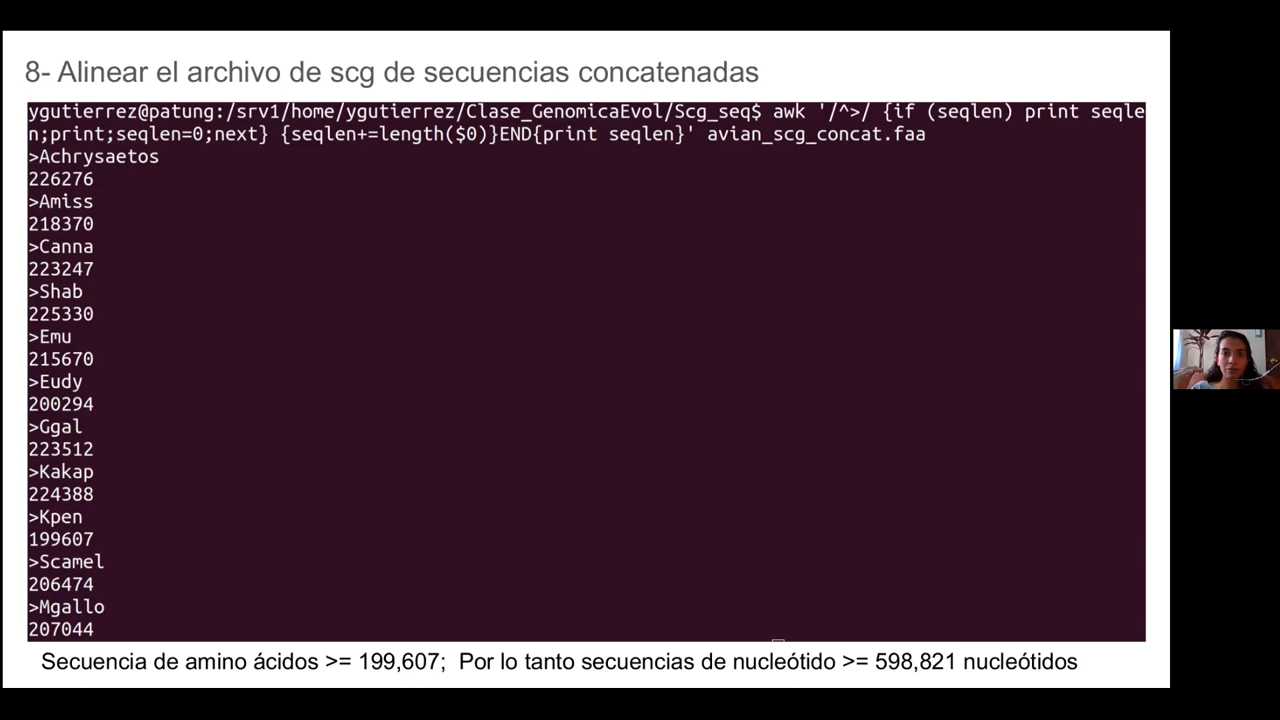 8- Alinear el archivo de scg de secuencias concatenadas
ygutierrez@patung:/srv1/home/ygutierrez/Clase_GenomicaEvol/Scg_seq$ awk '/^>/ {if (seqlen) print seqle
n;print;seqlen=0;next} {seqlen+=length($0)}END{print seqlen}' avian_scg_concat.faa
>Achrysaetos
226276
>Amiss
218370
>Canna
223247
>Shab
225330
>Emu
215670
>Eudy
200294
>Ggal
223512
>Kakap
224388
>Kpen
199607
>Scamel
206474
>Mgallo
207044
Secuencia de amino ácidos >= 199,607;  Por lo tanto secuencias de nucleótido >= 598,821 nucleótidos